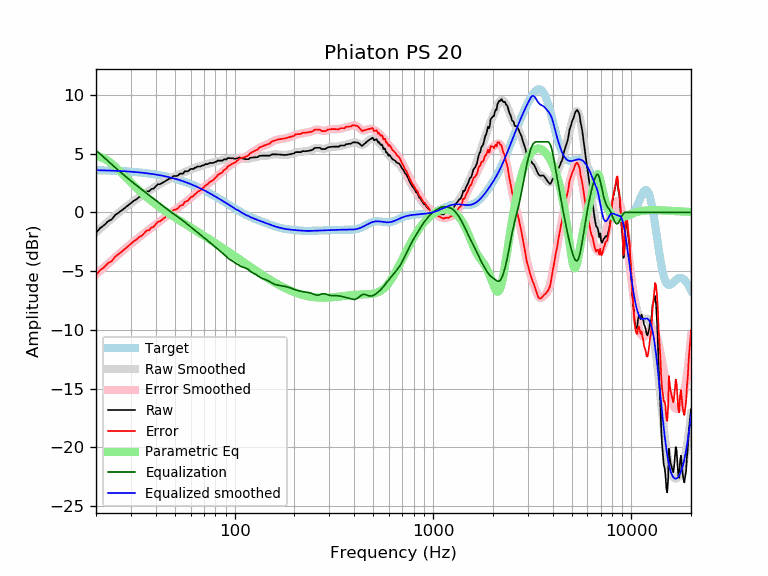 Phiaton PS 20
Amplitude (dBr)
10
5
0
−5
−10
−15
−20
−25
Target
Raw Smoothed
Error Smoothed
Raw
Error
Parametric Eq
Equalization
Equalized smoothed
100
1000
10000
Frequency (Hz)